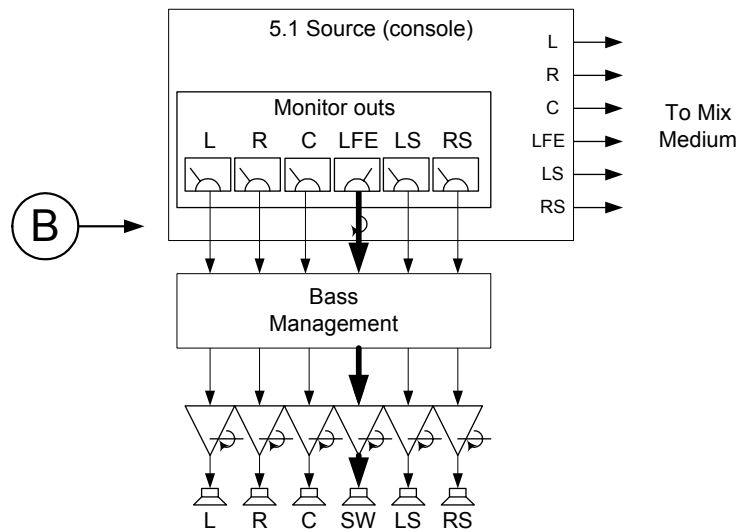 5.1 Source (console)
L
R
C
LFE
LS
RS
To Mix
Medium
Monitor outs
L R C LFE LS RS
B
Bass
Management
L R C SW LS RS